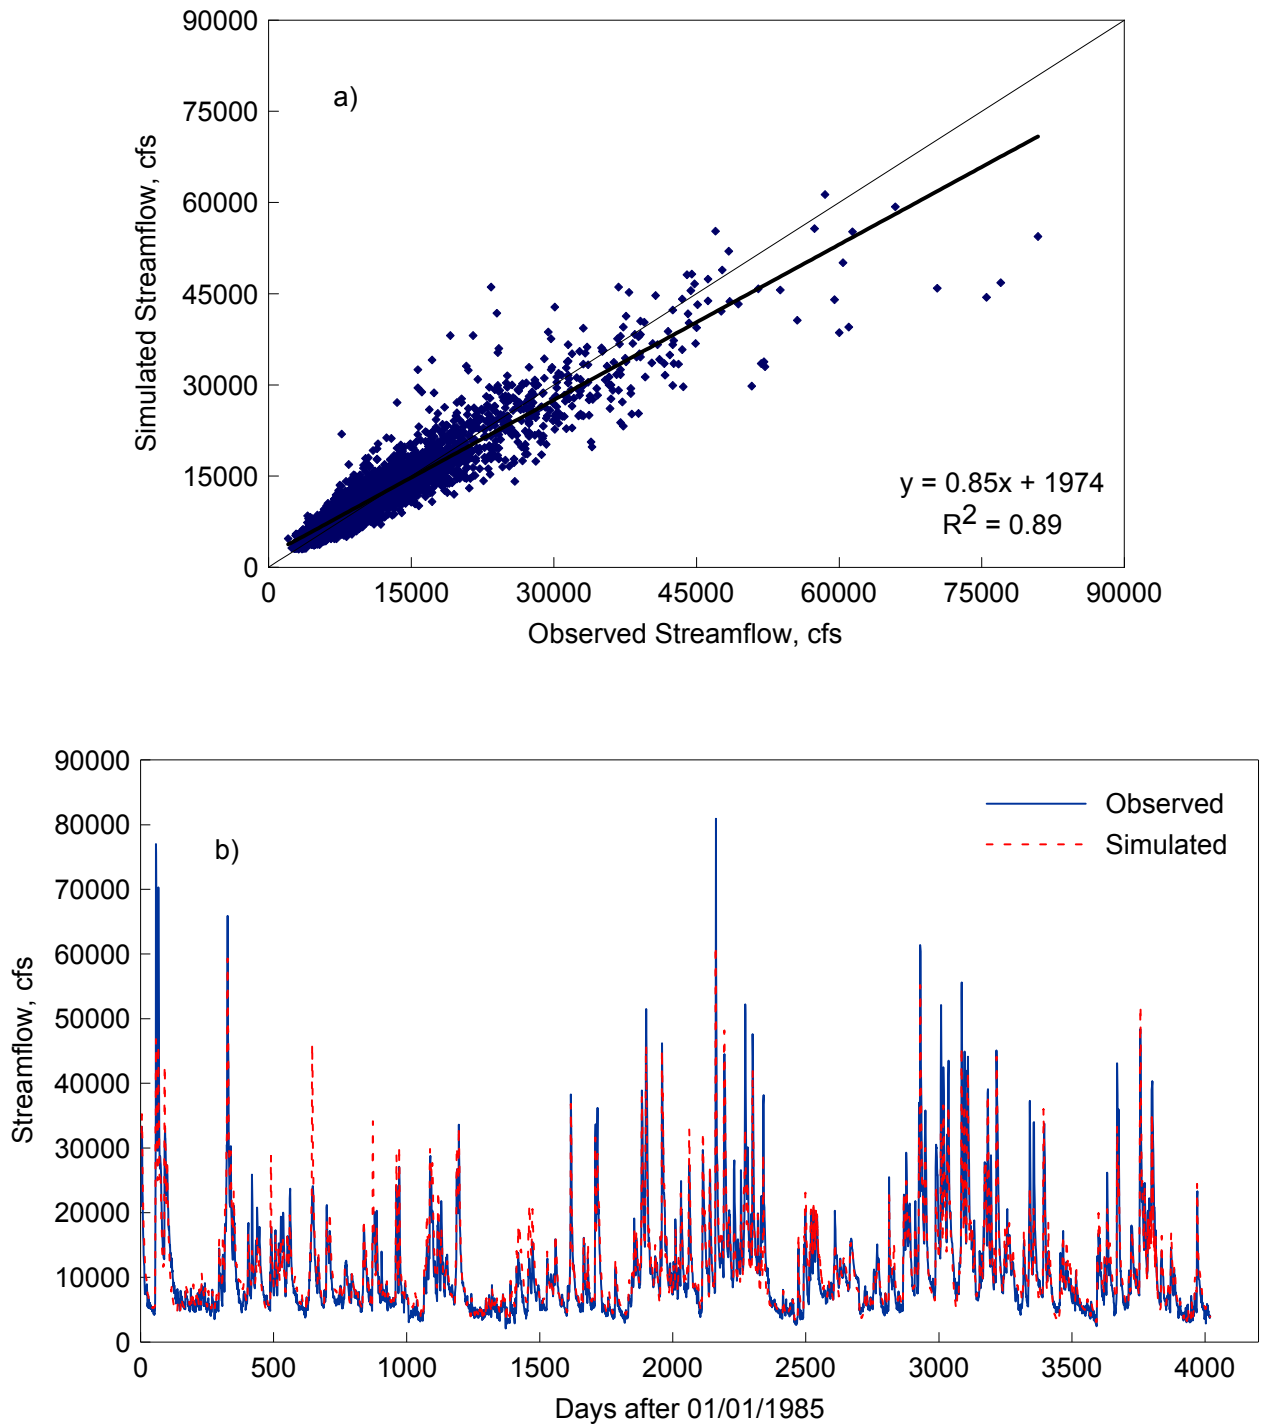 90000
a)
75000
60000
45000
30000
15000
0
Simulated Streamflow, cfs
y = 0.85x + 1974
R2 = 0.89
0 15000 30000 45000 60000 75000 90000
Observed Streamflow, cfs
90000
80000
70000
60000
50000
40000
30000
20000
10000
0
Streamflow, cfs
b)
Observed
Simulated
0 500 1000 1500 2000 2500 3000 3500 4000
Days after 01/01/1985